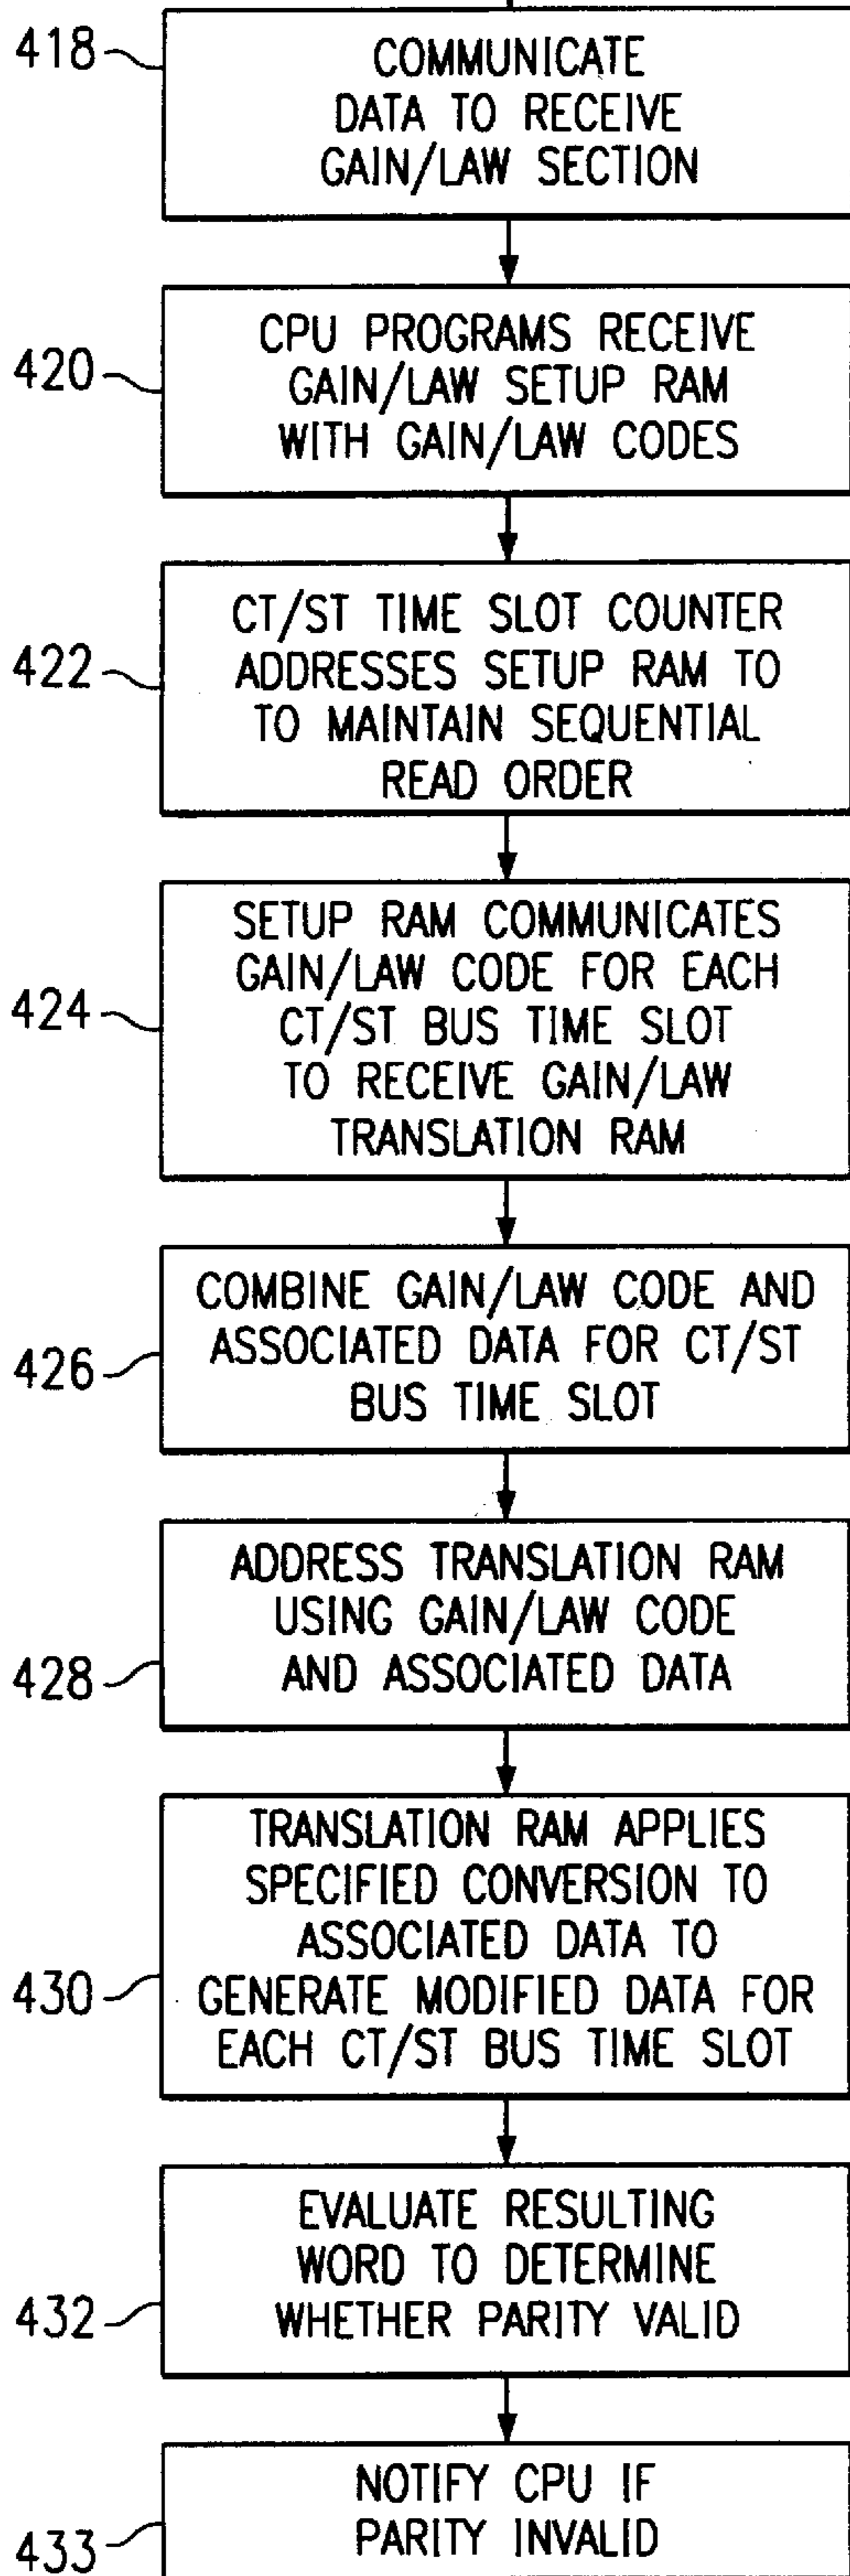 418
COMMUNICATE
DATA TO RECEIVE
GAIN/LAW SECTION
420
CPU PROGRAMS RECEIVE
GAIN/LAW SETUP RAM
WITH GAIN/LAW CODES
422
CT/ST TIME SLOT COUNTER
ADDRESSES SETUP RAM TO
TO MAINTAIN SEQUENTIAL
READ ORDER
424
SETUP RAM COMMUNICATES
GAIN/LAW CODE FOR EACH
CT/ST BUS TIME SLOT
TO RECEIVE GAIN/LAW
TRANSLATION RAM
426
COMBINE GAIN/LAW CODE AND
ASSOCIATED DATA FOR CT/ST
BUS TIME SLOT
428
ADDRESS TRANSLATION RAM
USING GAIN/LAW CODE
AND ASSOCIATED DATA
430
TRANSLATION RAM APPLIES
SPECIFIED CONVERSION TO
ASSOCIATED DATA TO
GENERATE MODIFIED DATA FOR
EACH CT/ST BUS TIME SLOT
432
EVALUATE RESULTING
WORD TO DETERMINE
WHETHER PARITY VALID
433
NOTIFY CPU IF
PARITY INVALID